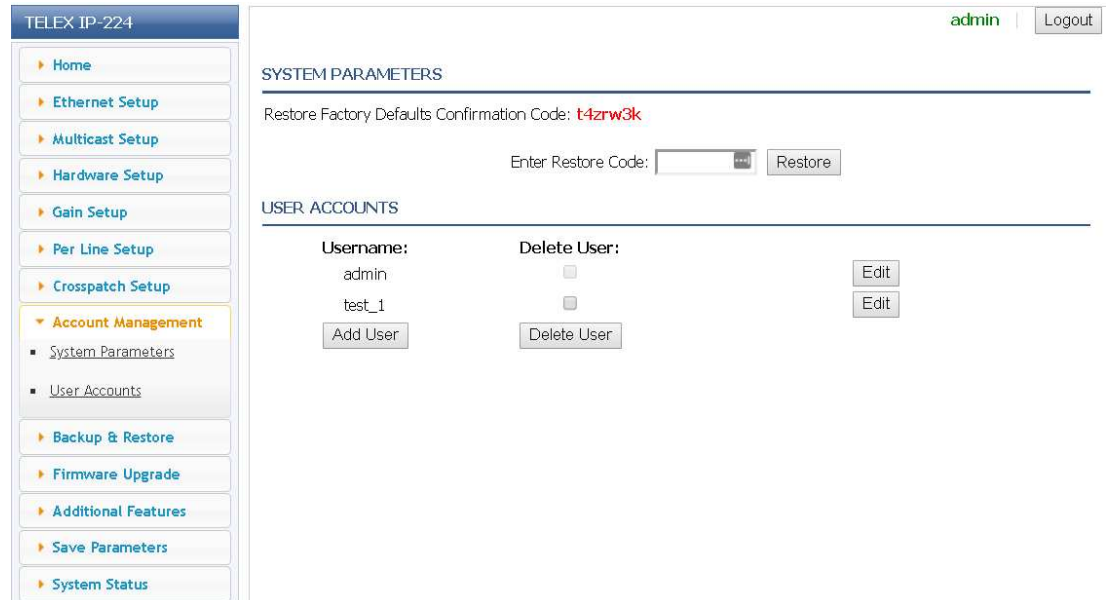 TELEX IP-224
admin
Logout
Home
Ethernet Setup
Multicast Setup
Hardware Setup
Gain Setup
Per Line Setup
Crosspatch Setup
Account Management
System Parameters
User Accounts
Backup & Restore
Firmware Upgrade
Additional Features
Save Parameters
System Status
SYSTEM PARAMETERS
Restore Factory Defaults Confirmation Code: t4zrw3k
Enter Restore Code: Restore
USER ACCOUNTS
Username: Delete User:
admin Edit
test_1 Edit
Add User Delete User